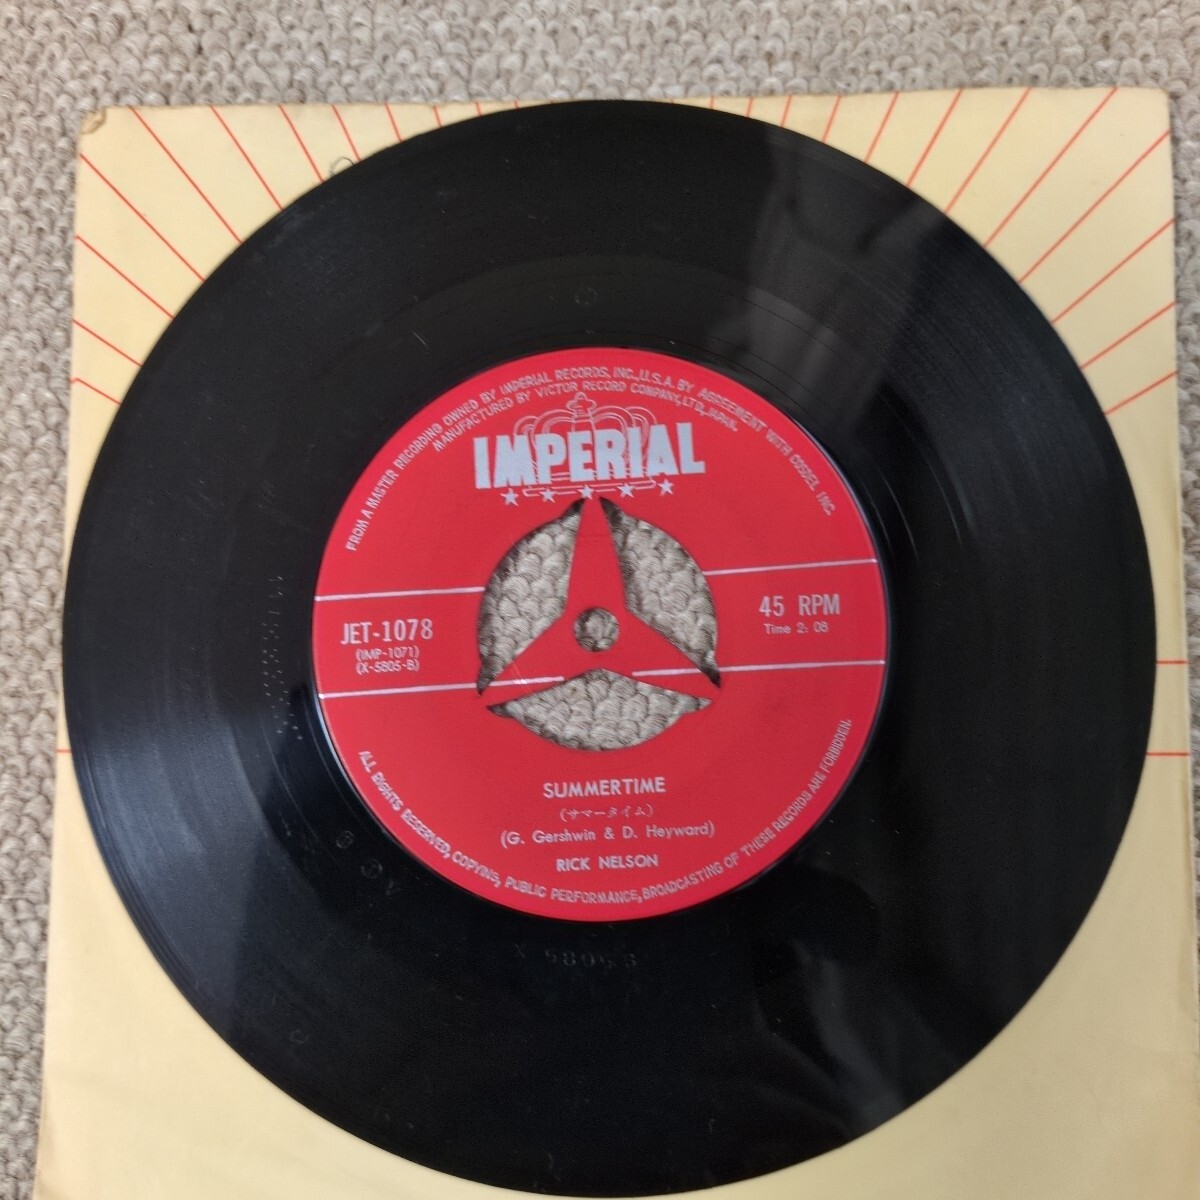 FROM A MASTER RECORDING OWNED BY IMPERIAL RECORDS, INC., U.S.A. BY AGREEMENT WITH COSDEL INC.
MANUFACTURED BY VICTOR RECORD COMPANY, LTD, JAPAN.
IMPERIAL
JET-1078
(IMP-1071)
(X-5805-B)
45 RPM
Time 2:08
SUMMERTIME
(サマータイム)
(G. Gershwin & D. Heyward)
RICK NELSON
ALL RIGHTS RESERVED, COPYING, PUBLIC PERFORMANCE, BROADCASTING OF THESE RECORDS ARE FORBIDDEN.